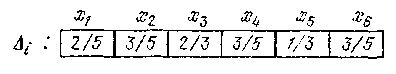 x₁ x₂ x₃ x₄ x₅ x₆
Δᵢ : 2/5 3/5 2/3 3/5 1/3 3/5